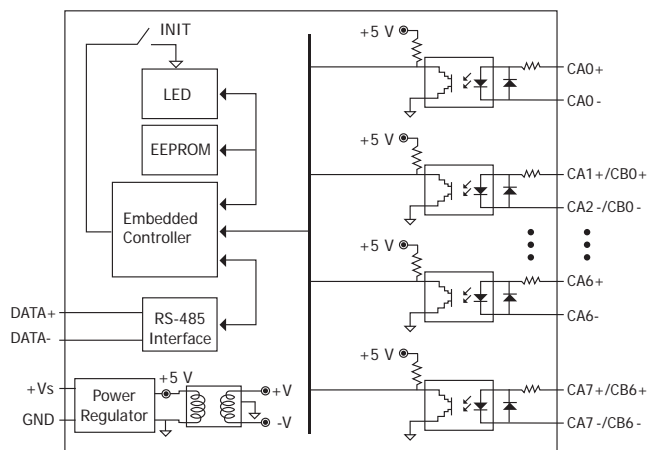 INIT
LED
EEPROM
Embedded
Controller
DATA+
DATA-
RS-485
Interface
+Vs
GND
Power
Regulator
+5 V
+V
-V
+5 V
CA0+
CA0-
+5 V
CA1+/CB0+
CA2-/CB0-
+5 V
CA6+
CA6-
+5 V
CA7+/CB6+
CA7-/CB6-